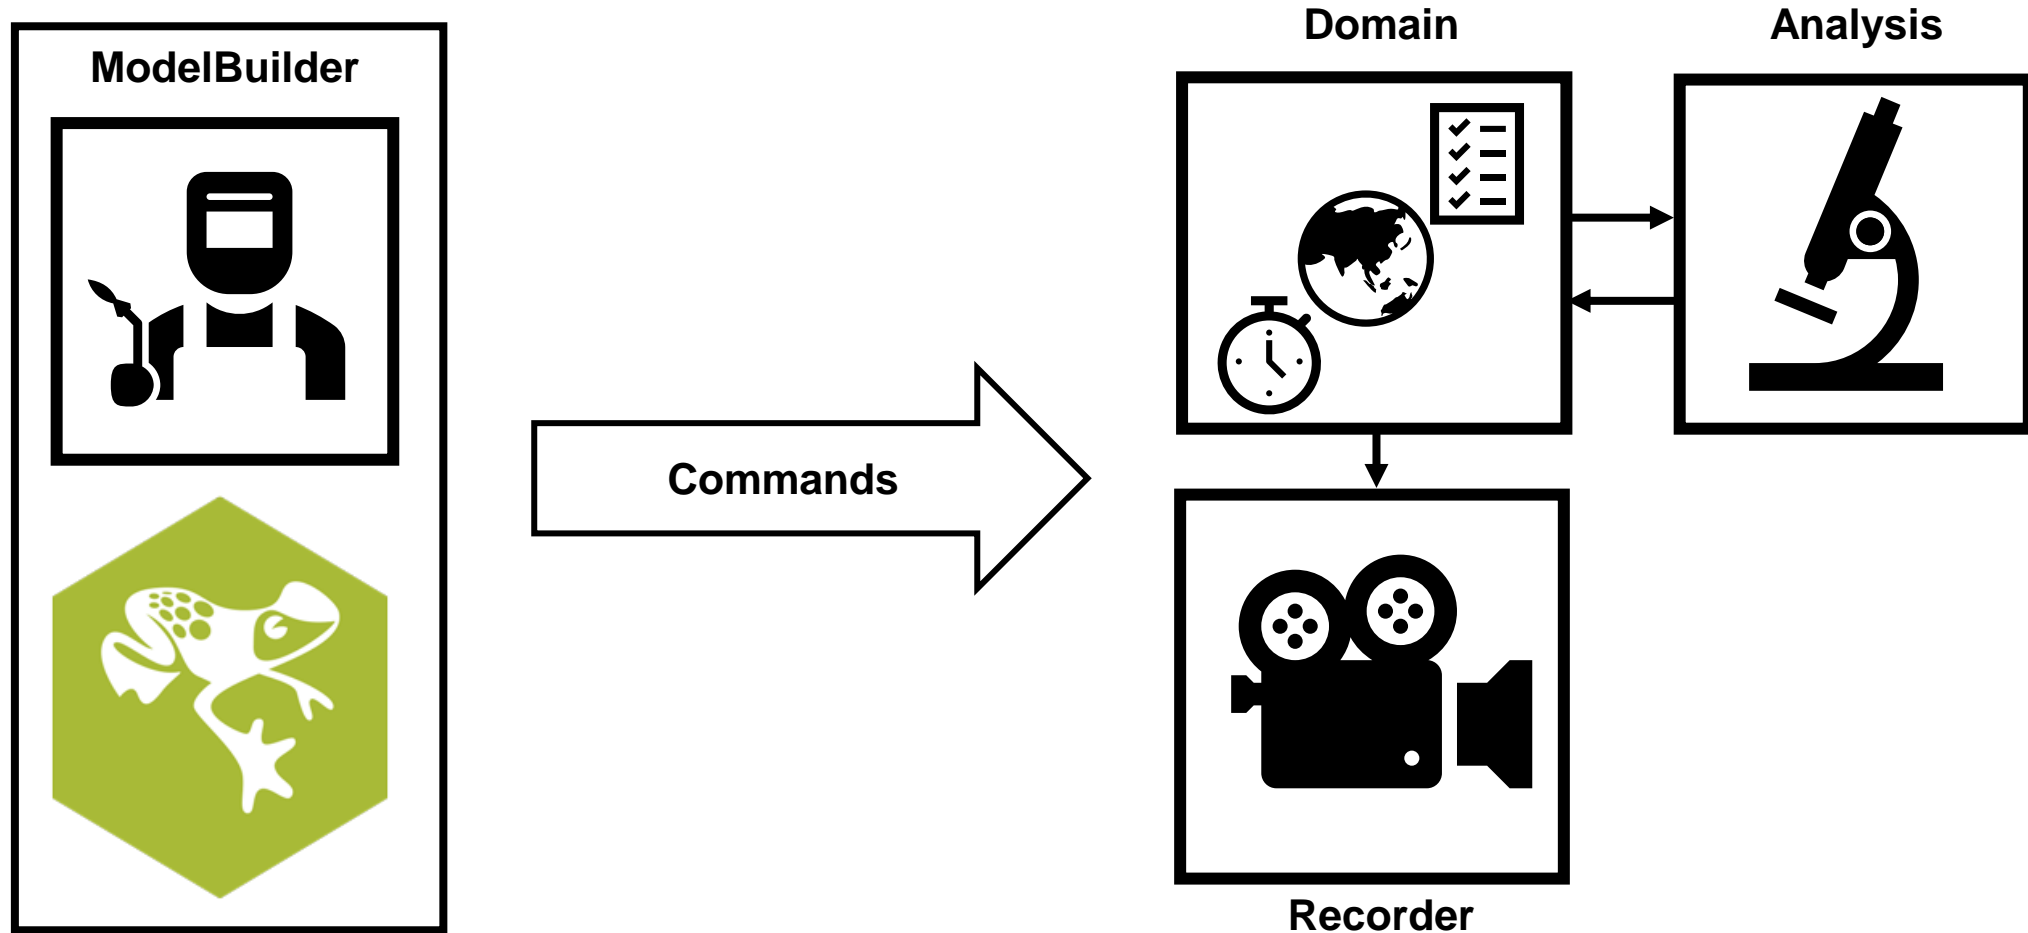 ModelBuilder
Commands
Domain
Analysis
Recorder